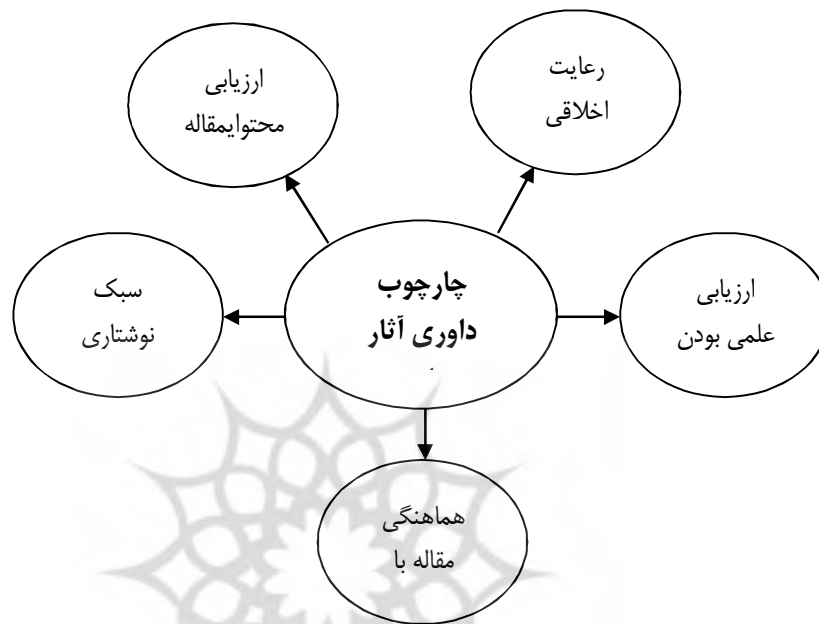 ارزیابی
محتوایمقاله
رعایت
اخلاقی
چارچوب
داوری آثار
سبک
نوشتاری
ارزیابی
علمی بودن
هماهنگی
مقاله با